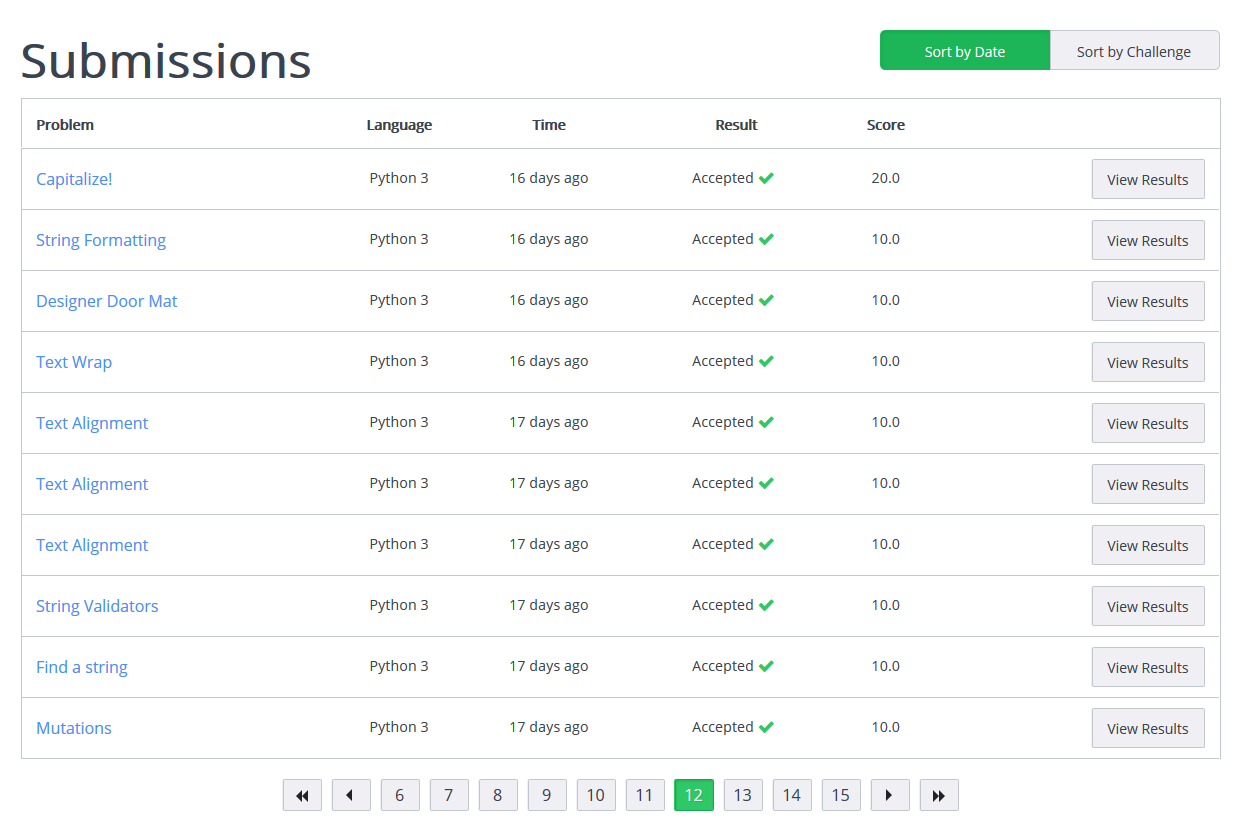 Submissions
Sort by Date Sort by Challenge
Problem Language Time Result Score
Capitalize! Python 3 16 days ago Accepted 20.0 View Results
String Formatting Python 3 16 days ago Accepted 10.0 View Results
Designer Door Mat Python 3 16 days ago Accepted 10.0 View Results
Text Wrap Python 3 16 days ago Accepted 10.0 View Results
Text Alignment Python 3 17 days ago Accepted 10.0 View Results
Text Alignment Python 3 17 days ago Accepted 10.0 View Results
Text Alignment Python 3 17 days ago Accepted 10.0 View Results
String Validators Python 3 17 days ago Accepted 10.0 View Results
Find a string Python 3 17 days ago Accepted 10.0 View Results
Mutations Python 3 17 days ago Accepted 10.0 View Results
6 7 8 9 10 11 12 13 14 15